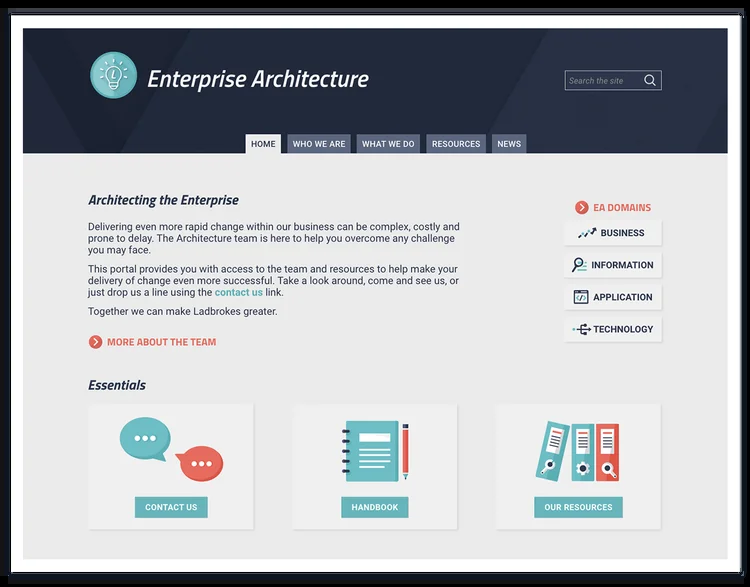 Enterprise Architecture
Search the site
HOME
WHO WE ARE
WHAT WE DO
RESOURCES
NEWS
Architecting the Enterprise
Delivering even more rapid change within our business can be complex, costly and
prone to delay. The Architecture team is here to help you overcome any challenge
you may face.
This portal provides you with access to the team and resources to help make your
delivery of change even more successful. Take a look around, come and see us, or
just drop us a line using the contact us link.
Together we can make Ladbrokes greater.
MORE ABOUT THE TEAM
EA DOMAINS
BUSINESS
INFORMATION
APPLICATION
TECHNOLOGY
Essentials
CONTACT US
HANDBOOK
OUR RESOURCES